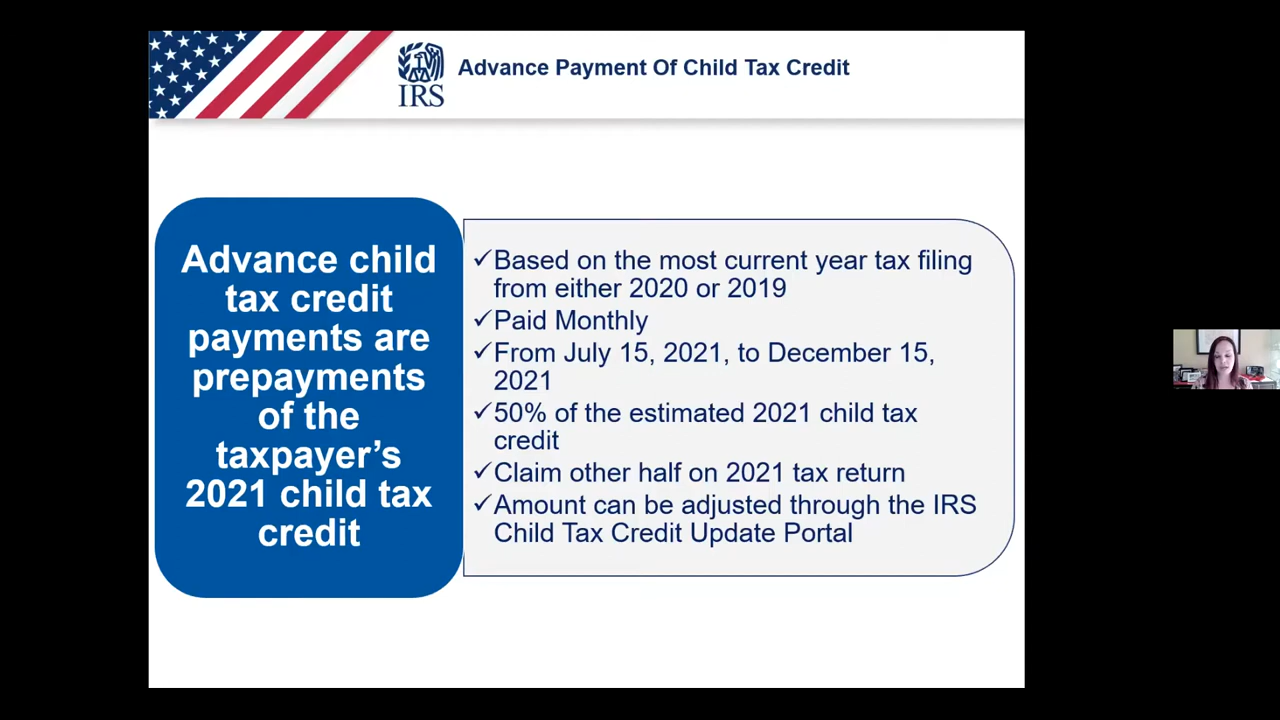 IRS
Advance Payment Of Child Tax Credit
Advance child
tax credit
payments are
prepayments
of the
taxpayer’s
2021 child tax
credit
✓Based on the most current year tax filing
from either 2020 or 2019
✓Paid Monthly
✓From July 15, 2021, to December 15,
2021
✓50% of the estimated 2021 child tax
credit
✓Claim other half on 2021 tax return
✓Amount can be adjusted through the IRS
Child Tax Credit Update Portal